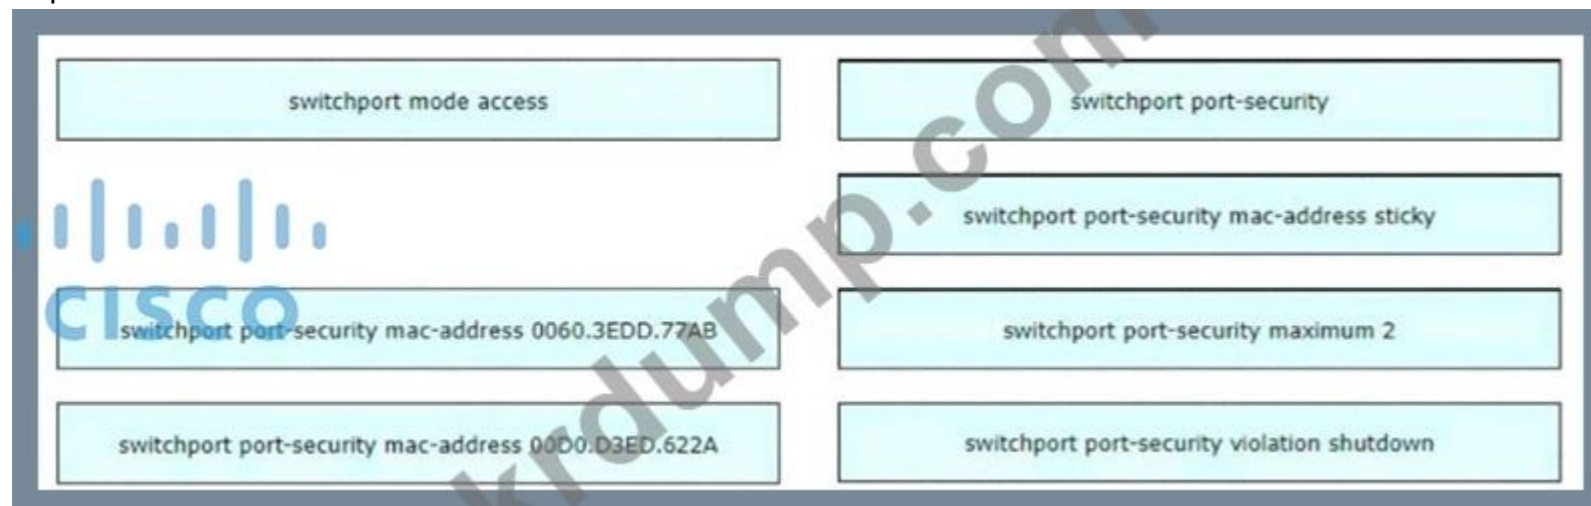 switchport mode access
switchport port-security
switchport port-security mac-address sticky
CISCO
switchport port-security mac-address 0060.3EDD.77AB
switchport port-security maximum 2
switchport port-security mac-address 00D0.D3ED.622A
switchport port-security violation shutdown
krdump.com